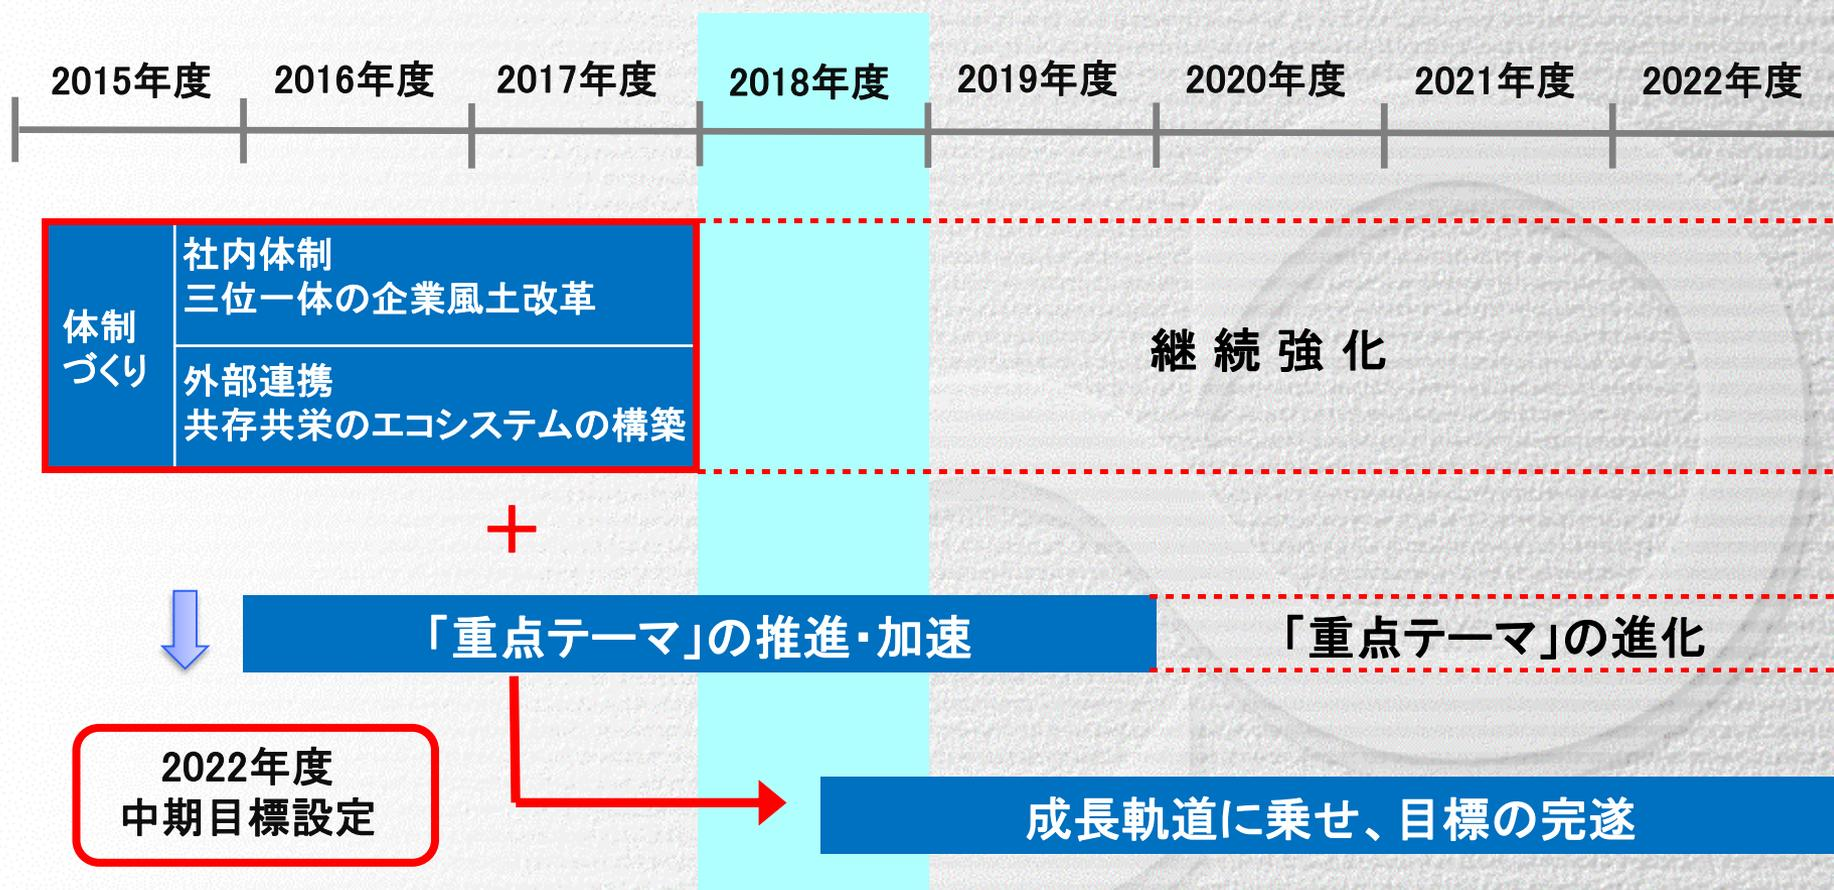 2015年度
2016年度
2017年度
2018年度
2019年度
2020年度
2021年度
2022年度
体制
づくり
社内体制
三位一体の企業風土改革
外部連携
共存共栄のエコシステムの構築
継続強化
＋
「重点テーマ」の推進・加速
「重点テーマ」の進化
2022年度
中期目標設定
成長軌道に乗せ、目標の完遂